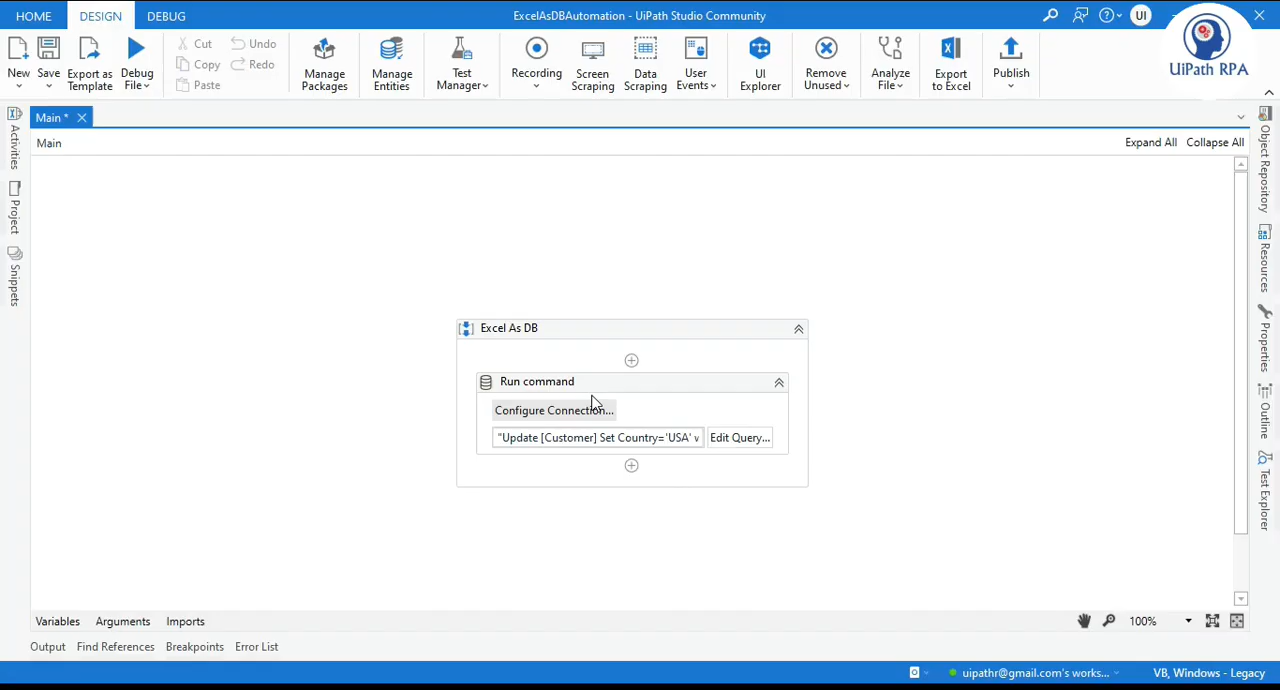 HOME DESIGN DEBUG
ExcelAsDBAutomation - UiPath Studio Community
UI
New
Save
Export as
Template
Debug
File
Cut
Copy
Paste
Undo
Redo
Manage
Packages
Manage
Entities
Test
Manager
Recording
Screen
Scraping
Data
Scraping
User
Events
UI
Explorer
Remove
Unused
Analyze
File
Export
to Excel
Publish
UiPath RPA
Main *
Main
Expand All Collapse All
Activities
Project
Snippets
Excel As DB
Run command
Configure Connection...
"Update [Customer] Set Country='USA' w
Edit Query...
Object Repository
Resources
Properties
Outline
Test Explorer
Variables Arguments Imports
100%
Output Find References Breakpoints Error List
uipathr@gmail.com's works...
VB, Windows - Legacy